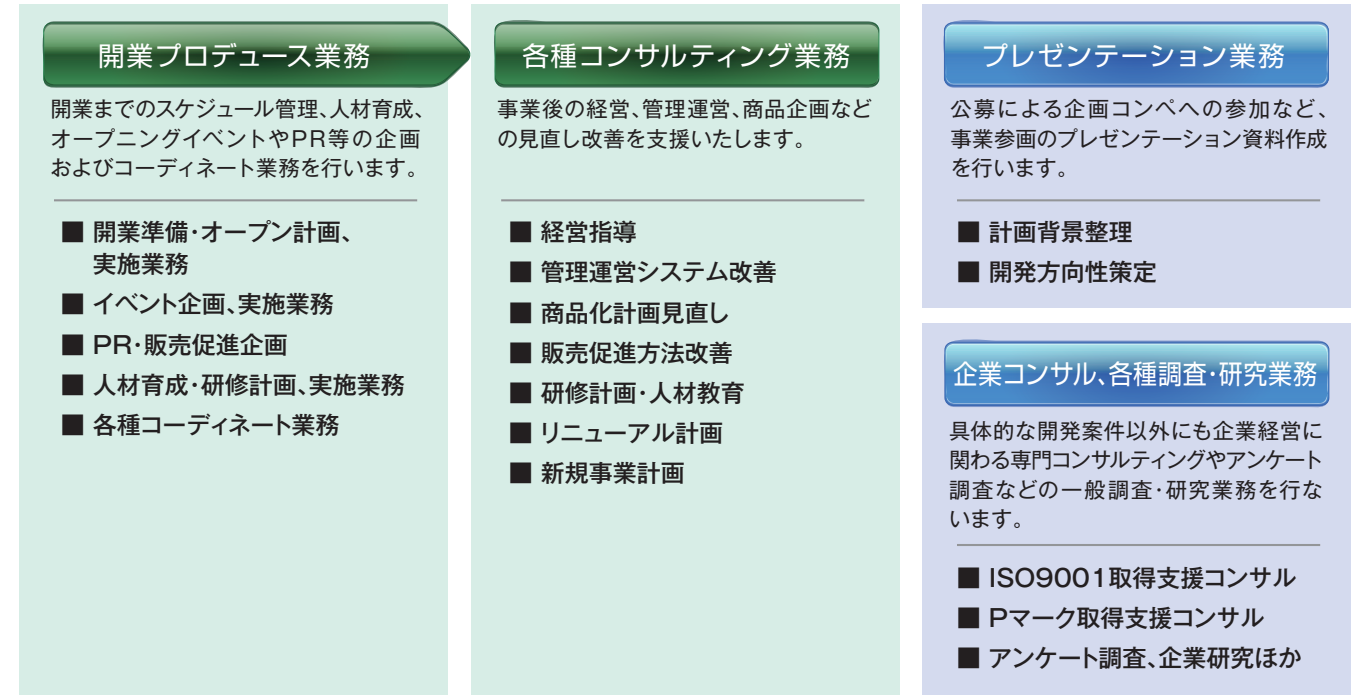 開業プロデュース業務
開業までのスケジュール管理、人材育成、
オープニングイベントやPR等の企画
およびコーディネート業務を行います。
■ 開業準備・オープン計画、
実施業務
■ イベント企画、実施業務
■ PR・販売促進企画
■ 人材育成・研修計画、実施業務
■ 各種コーディネート業務
各種コンサルティング業務
事業後の経営、管理運営、商品企画など
の見直し改善を支援いたします。
■ 経営指導
■ 管理運営システム改善
■ 商品化計画見直し
■ 販売促進方法改善
■ 研修計画・人材教育
■ リニューアル計画
■ 新規事業計画
プレゼンテーション業務
公募による企画コンペへの参加など、
事業参画のプレゼンテーション資料作成
を行います。
■ 計画背景整理
■ 開発方向性策定
企業コンサル、各種調査・研究業務
具体的な開発案件以外にも企業経営に
関わる専門コンサルティングやアンケート
調査などの一般調査・研究業務を行な
います。
■ ISO9001取得支援コンサル
■ Pマーク取得支援コンサル
■ アンケート調査、企業研究ほか